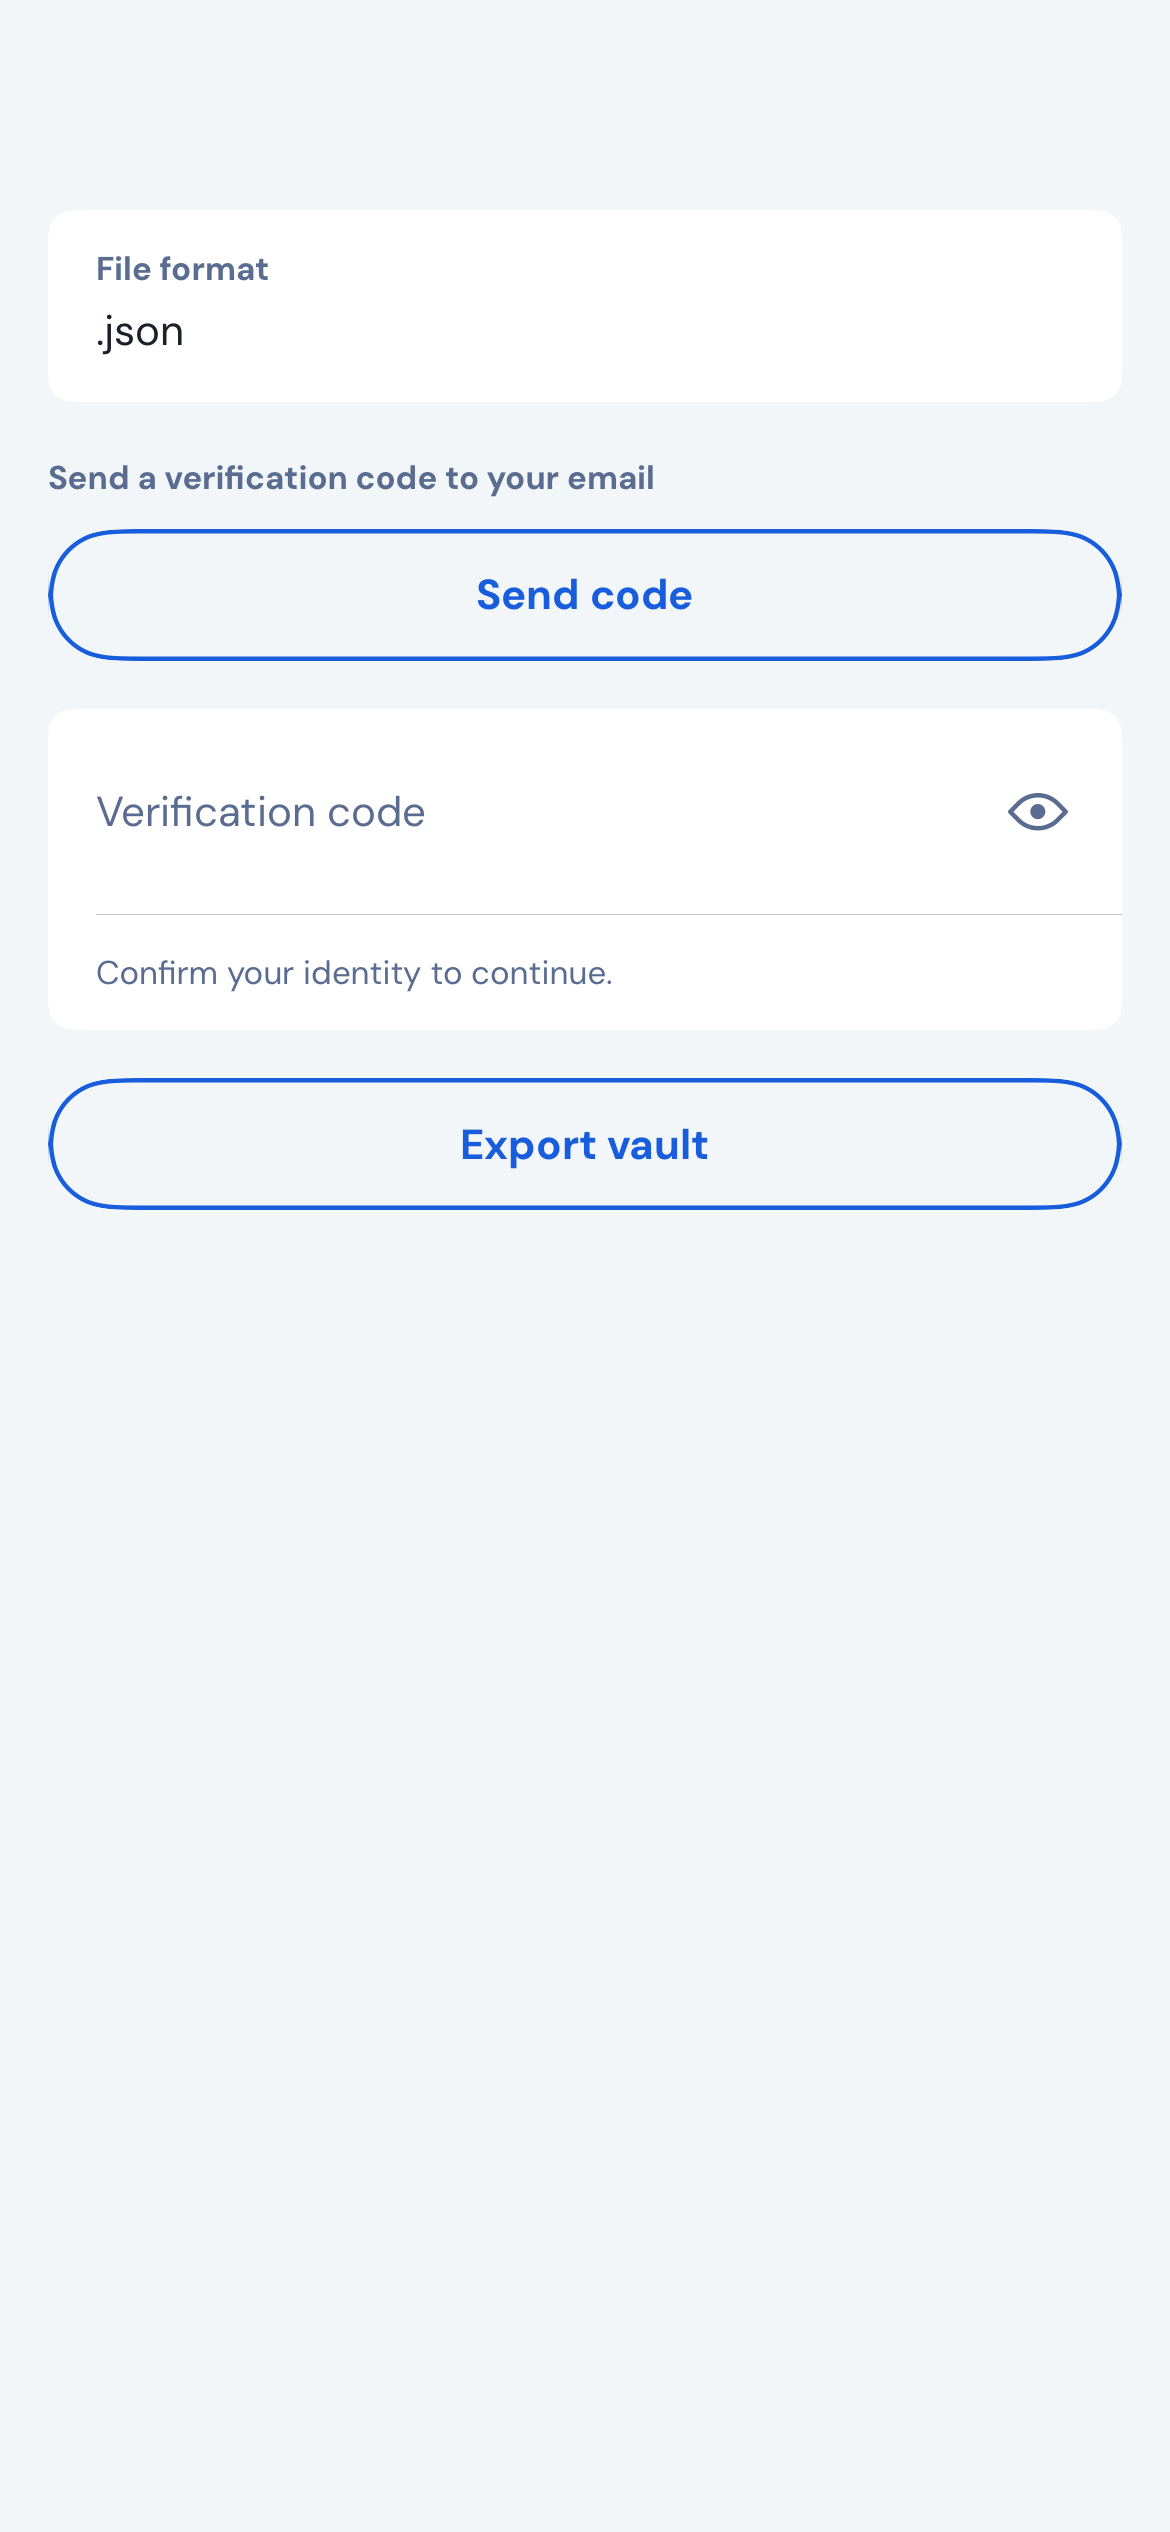 File format
.json
Send a verification code to your email
Send code
Verification code
Confirm your identity to continue.
Export vault